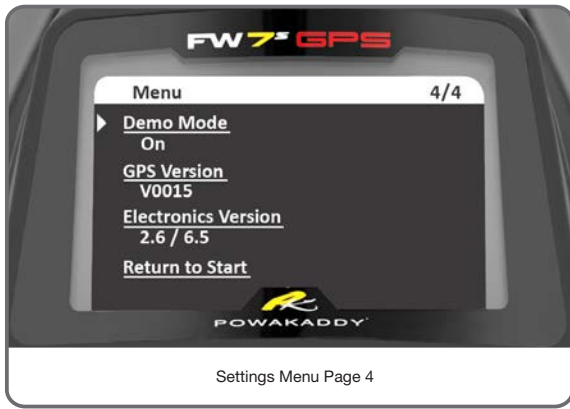 FW7s GPS
Menu 4/4
Demo Mode
On
GPS Version
V0015
Electronics Version
2.6 / 6.5
Return to Start
POWAKADDY
Settings Menu Page 4